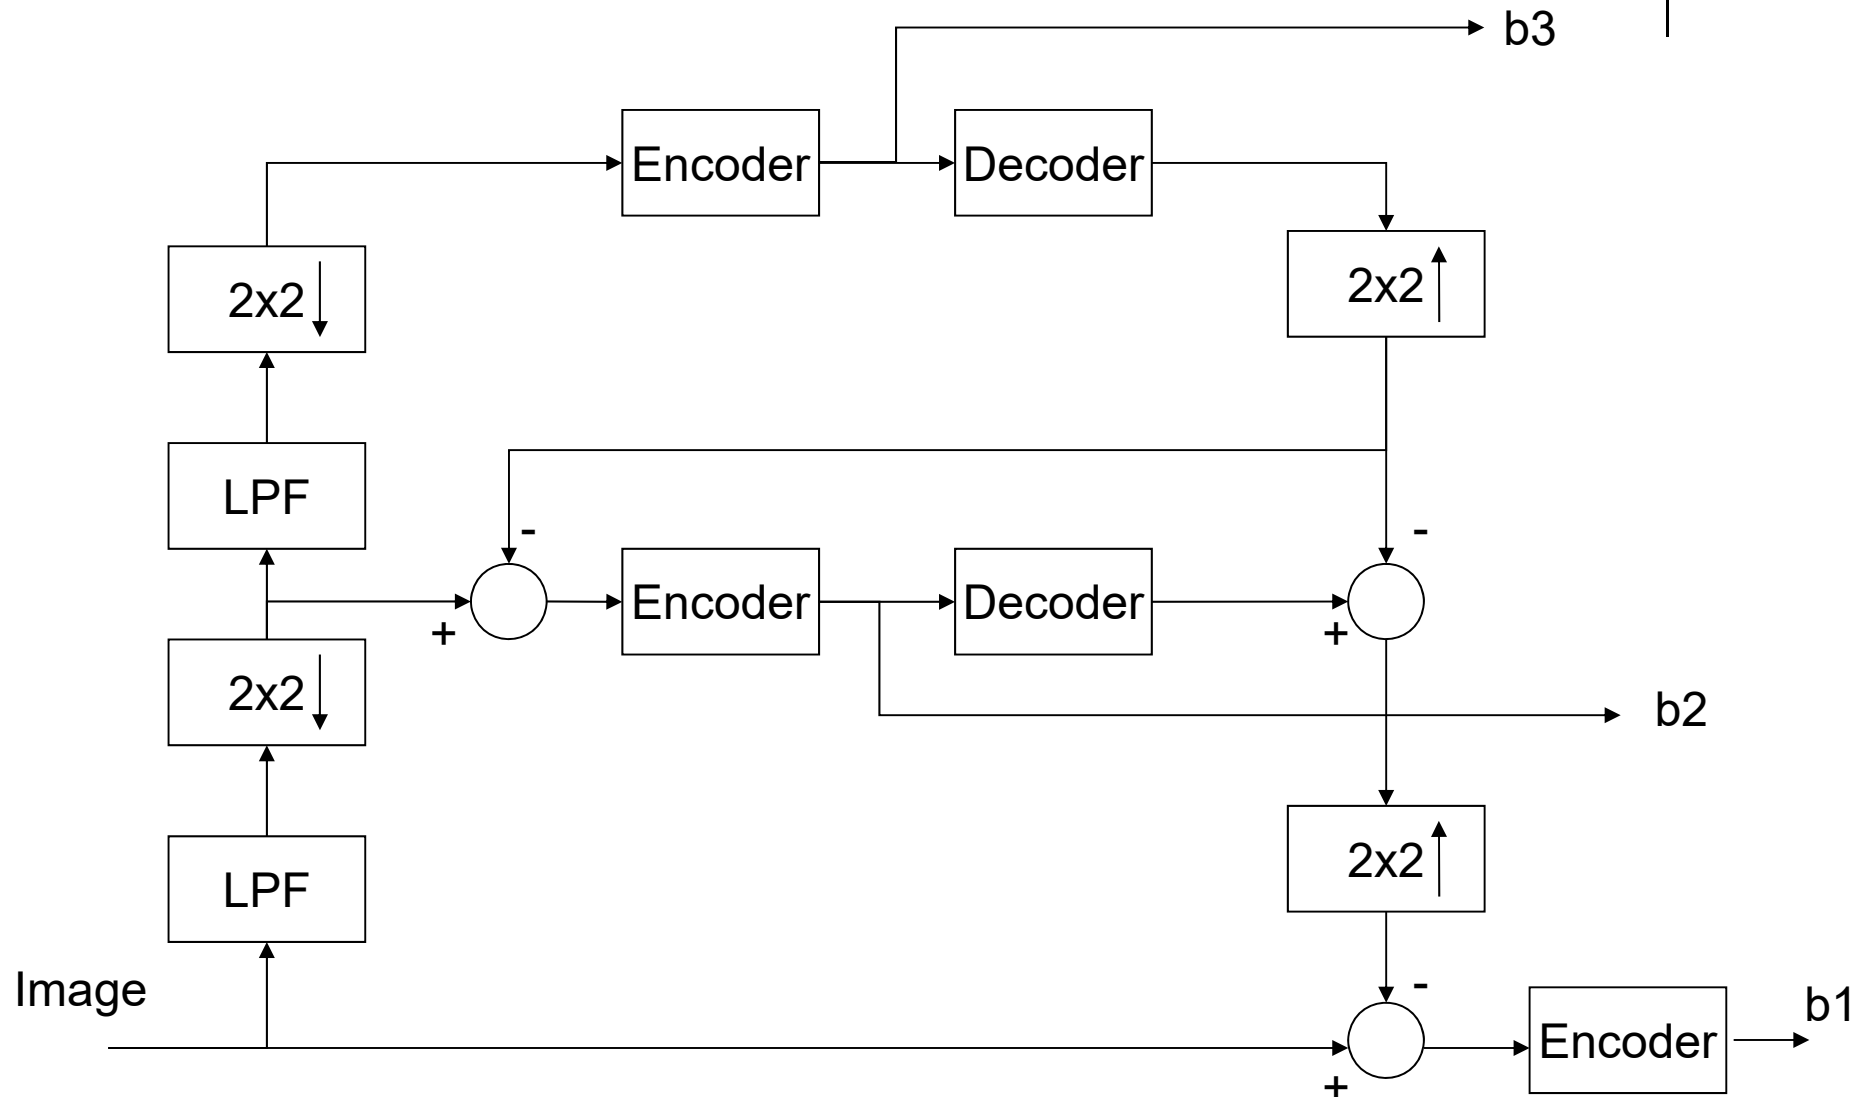 b3
Encoder
Decoder
2x2
2x2
LPF
-
-
Encoder
Decoder
+
+
2x2
b2
2x2
LPF
Image
-
b1
Encoder
+